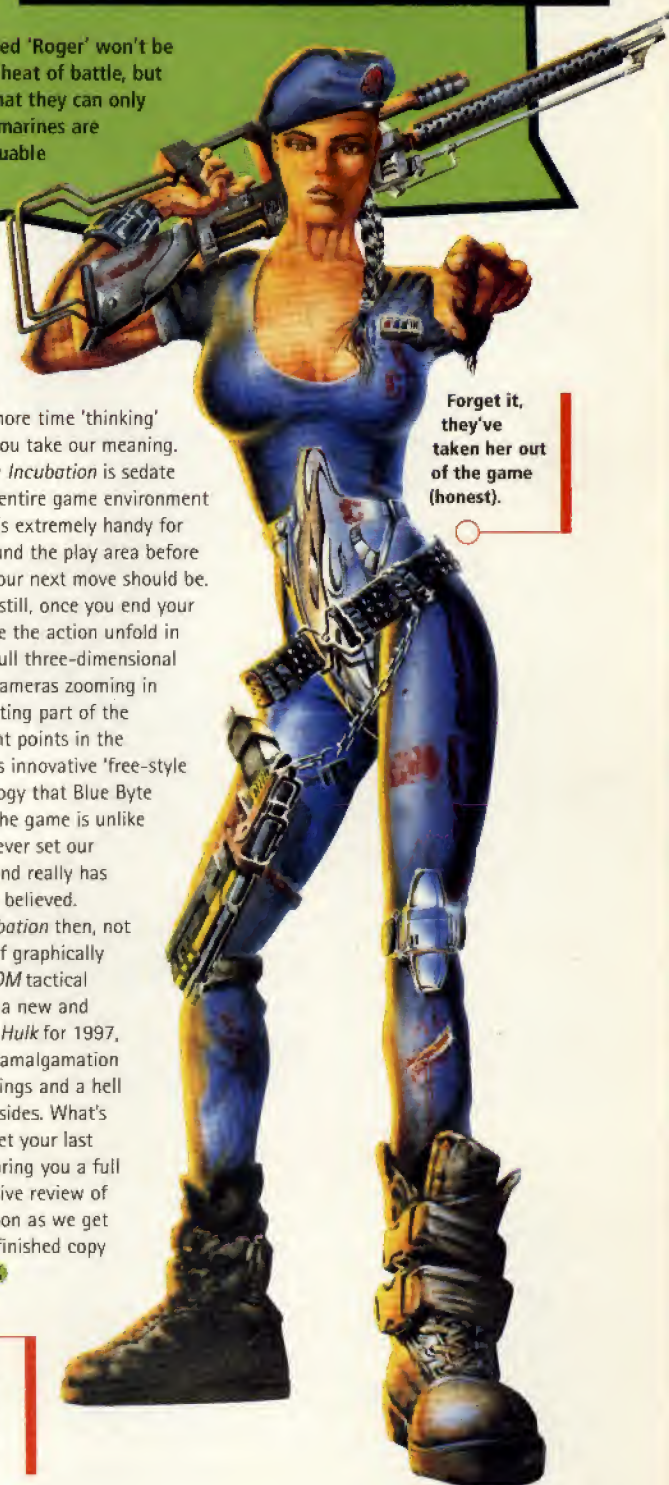 ed 'Roger' won't be
heat of battle, but
hat they can only
marines are
uable
nore time 'thinking'
ou take our meaning.
Incubation is sedate
entire game environment
s extremely handy for
und the play area before
our next move should be.
still, once you end your
e the action unfold in
ull three-dimensional
ameras zooming in
ting part of the
nt points in the
s innovative 'free-style
ogy that Blue Byte
he game is unlike
ever set our
nd really has
believed.
bation then, not
f graphically
OM tactical
a new and
Hulk for 1997,
amalgamation
ings and a hell
sides. What's
et your last
ring you a full
ive review of
on as we get
finished copy
Forget it,
they've
taken her out
of the game
(honest).